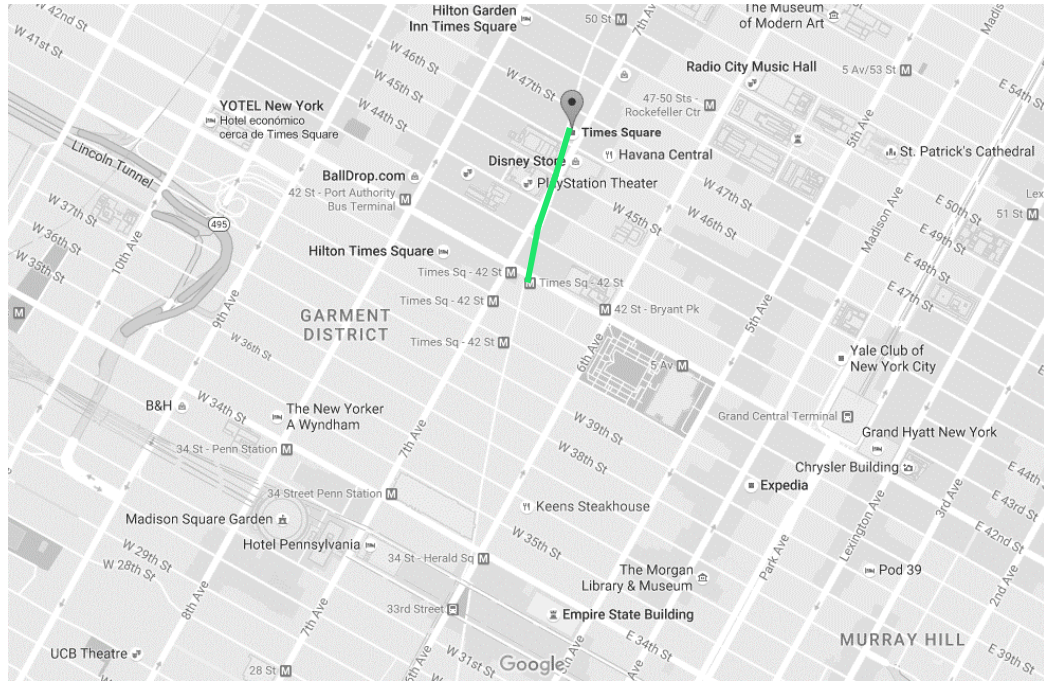 W 42nd St
W 41st St
Hilton Garden
Inn Times Square
50 St
7th Ave
The Museum
of Modern Art
Madis
W 46th St
W 45th St
W 44th St
W 47th St
Radio City Music Hall
5 Av/53 St
E 54th St
47-50 Sts -
Rockefeller Ctr
5th Ave
YOTEL New York
Hotel económico
cerca de Times Square
Times Square
Havana Central
St. Patrick's Cathedral
Lincoln Tunnel
Disney Store
BallDrop.com
PlayStation Theater
42 St - Port Authority
Bus Terminal
W 47th St
W 46th St
W 45th St
Madison Ave
E 50th St
E 49th St
E 48th St
E 47th St
Lex
51 St
W 37th St
W 36th St
W 35th St
10th Ave
495
Hilton Times Square
Times Sq - 42 St
Times Sq - 42 St
Times Sq - 42 St
Times Sq - 42 St
42 St - Bryant Pk
9th Ave
GARMENT
DISTRICT
W 36th St
5th Ave
6th Ave
5 Av
Yale Club of
New York City
B&H
W 34th St
The New Yorker
A Wyndham
Grand Central Terminal
Grand Hyatt New York
Chrysler Building
34 St - Penn Station
7th Ave
W 39th St
W 38th St
E 44th St
E 43rd St
E 42nd St
3rd Ave
34 Street Penn Station
Expedia
Madison Square Garden
Keens Steakhouse
W 35th St
Lexington Ave
Hotel Pennsylvania
W 29th St
W 28th St
34 St - Herald Sq
Park Ave
The Morgan
Library & Museum
Pod 39
2nd Ave
8th Ave
7th Ave
33rd Street
Empire State Building
E 34th St
MURRAY HILL
E 39th St
UCB Theatre
28 St
W 31st St
Google